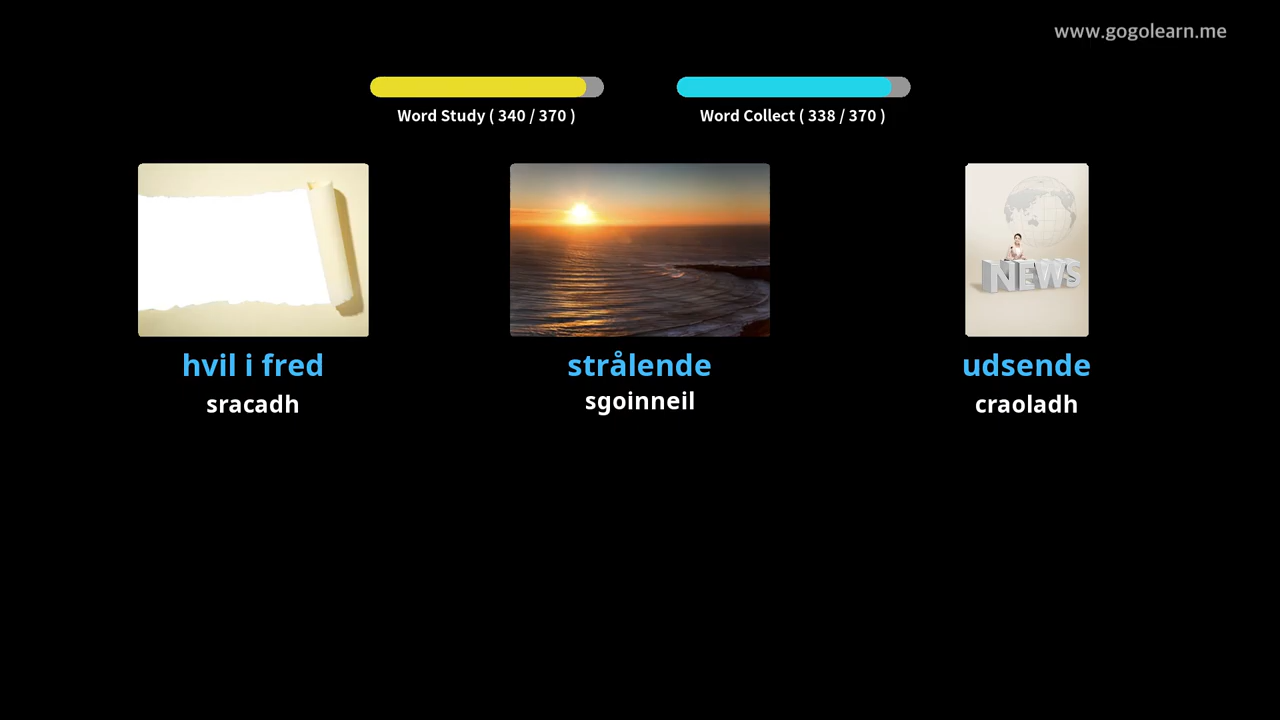 www.gogolearn.me
Word Study ( 340 / 370 )
Word Collect ( 338 / 370 )
NEWS
hvil i fred
strålende
udsende
sracadh
sgoinneil
craoladh